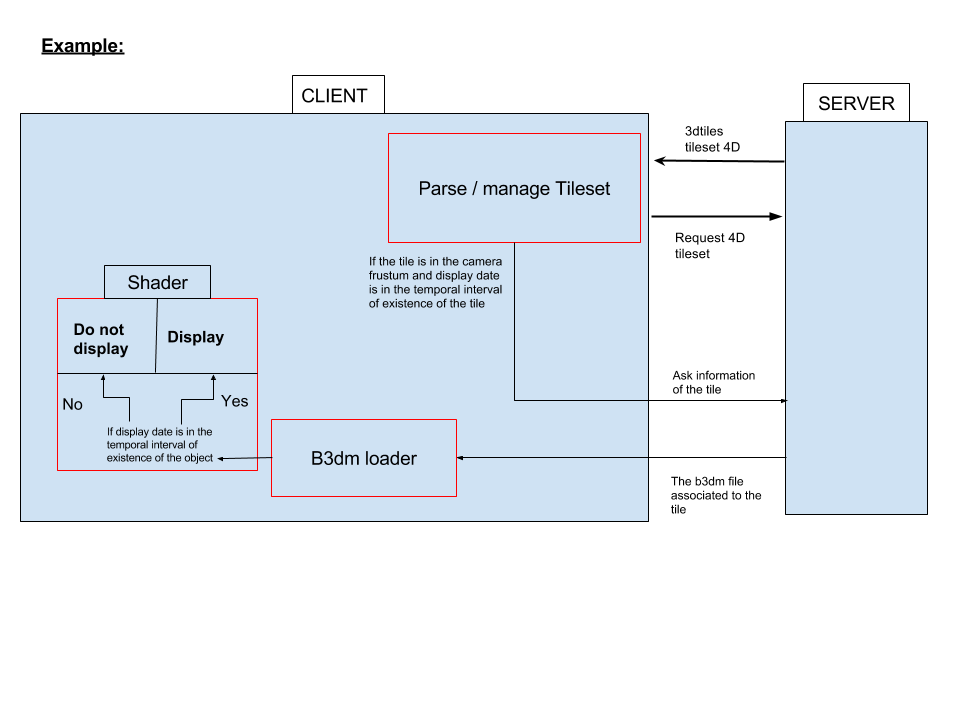 Example:
CLIENT
SERVER
3dtiles
tileset 4D
Parse / manage Tileset
Request 4D
tileset
If the tile is in the camera
frustum and display date
is in the temporal interval
of existence of the tile
Shader
Do not
display
Display
Ask information
of the tile
No
Yes
If display date is in the
temporal interval of
existence of the object
B3dm loader
The b3dm file
associated to the
tile